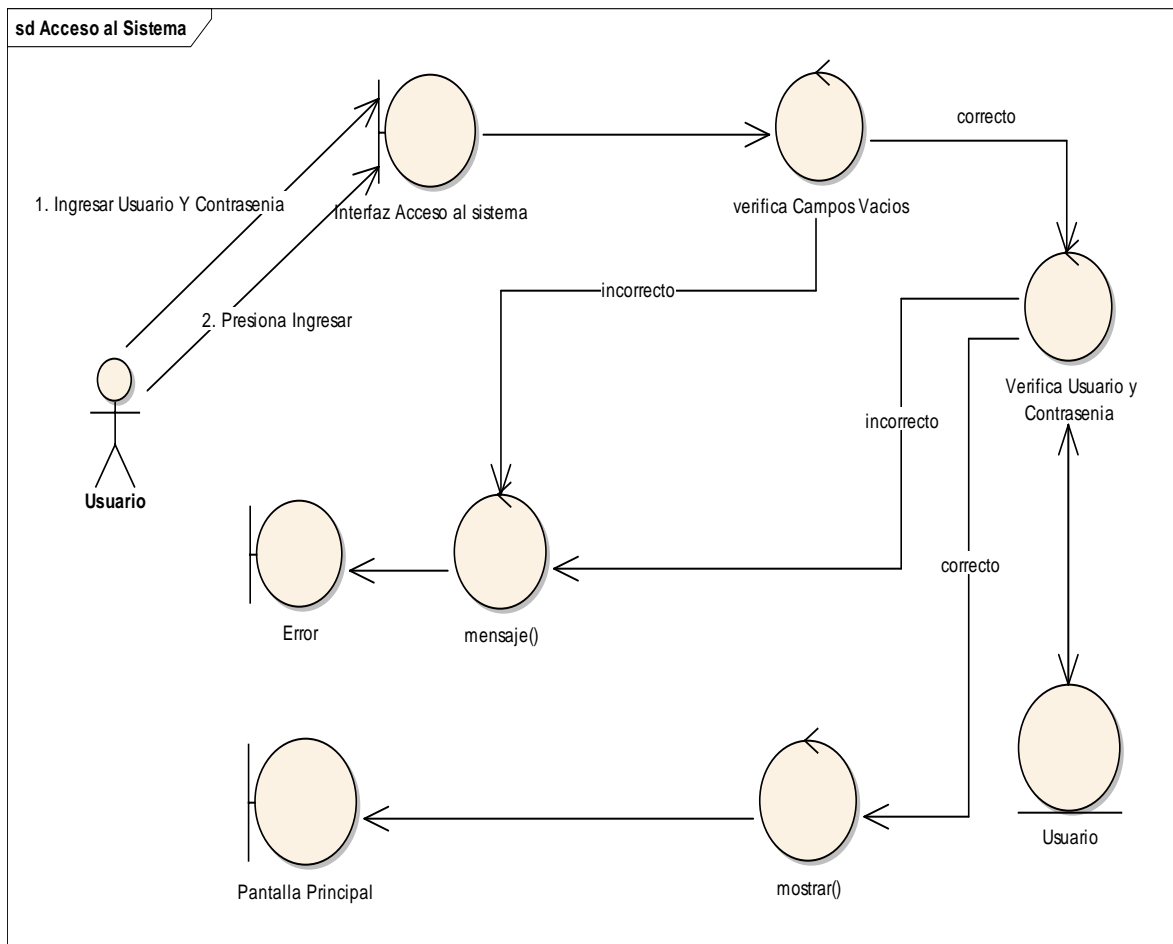 sd Acceso al Sistema
correcto
1. Ingresar Usuario Y Contrasenia
Interfaz Acceso al sistema
verifica Campos Vacios
incorrecto
2. Presiona Ingresar
Verifica Usuario y
Contrasenia
incorrecto
Usuario
correcto
Error
mensaje()
Usuario
Pantalla Principal
mostrar()